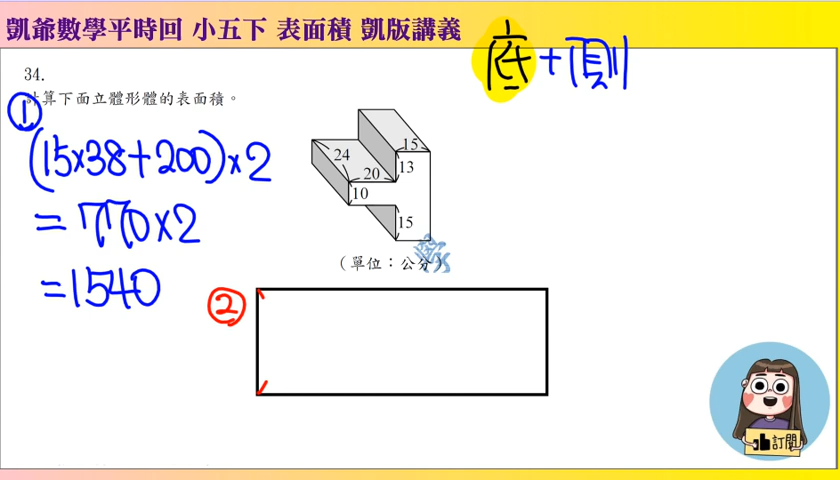 凱爺數學平時回 小五下 表面積 凱版講義
底+側
34.
計算下面立體形體的表面積。
①
(15×38+200)×2
=770×2
=1540
15
24
13
20
10
15
學
(單位:公分)
②
訂閱